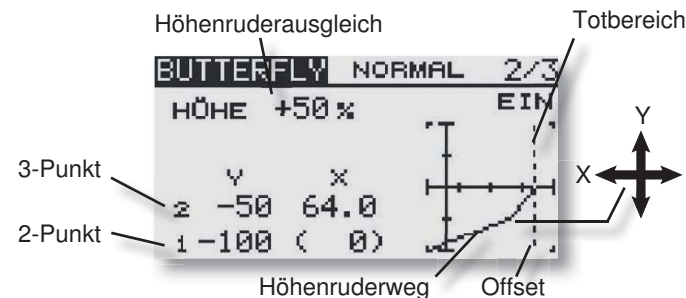 Höhenruderausgleich
Totbereich
BUTTERFLY NORMAL 2/3
HÖHE +50 % EIN
Y X
3-Punkt
2 -50 64.0
2-Punkt
1 -100 ( 0)
Y
X
Höhenruderweg
Offset